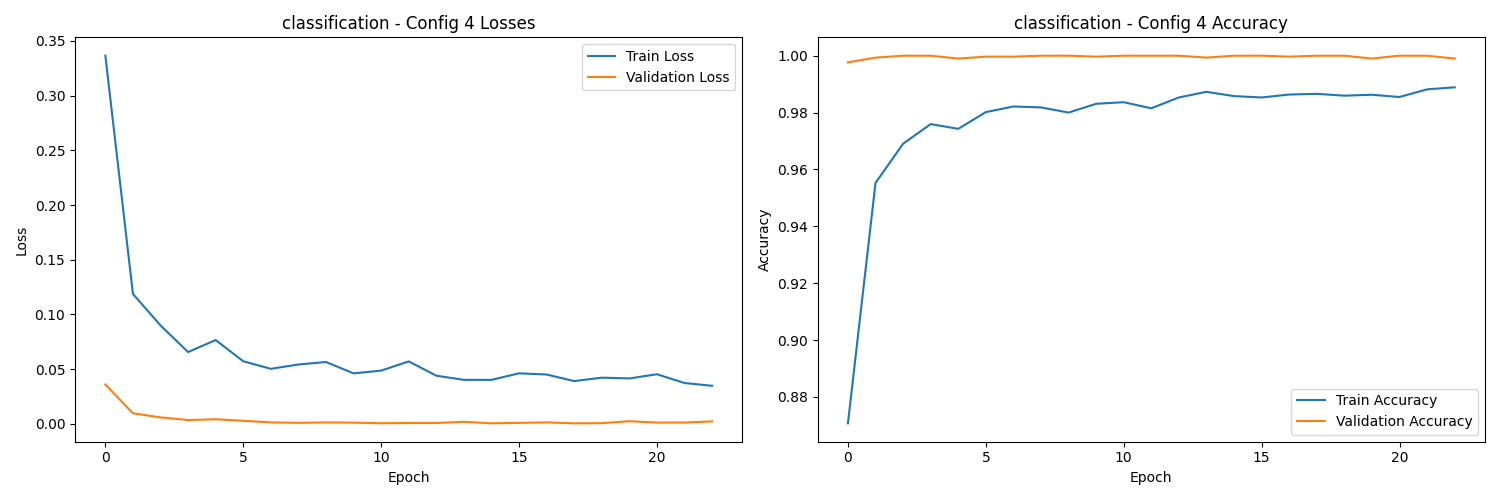 classification - Config 4 Losses
0.35
0.30
0.25
0.20
0.15
0.10
0.05
0.00
Loss
Train Loss
Validation Loss
0 5 10 15 20
Epoch
classification - Config 4 Accuracy
1.00
0.98
0.96
0.94
0.92
0.90
0.88
Accuracy
Train Accuracy
Validation Accuracy
0 5 10 15 20
Epoch